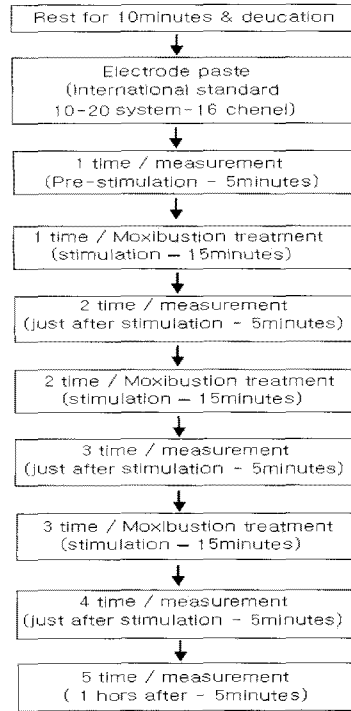 Rest for 10minutes & deucation
Electrode paste
(International standard
10-20 system-16 chenel)
1 time / measurement
(Pre-stimulation - 5minutes)
1 time / Moxibustion treatment
(stimulation – 15minutes)
2 time / measurement
(just after stimulation - 5minutes)
2 time / Moxibustion treatment
(stimulation – 15minutes)
3 time / measurement
(just after stimulation - 5minutes)
3 time / Moxibustion treatment
(stimulation – 15minutes)
4 time / measurement
(just after stimulation - 5minutes)
5 time / measurement
( 1 hors after - 5minutes)